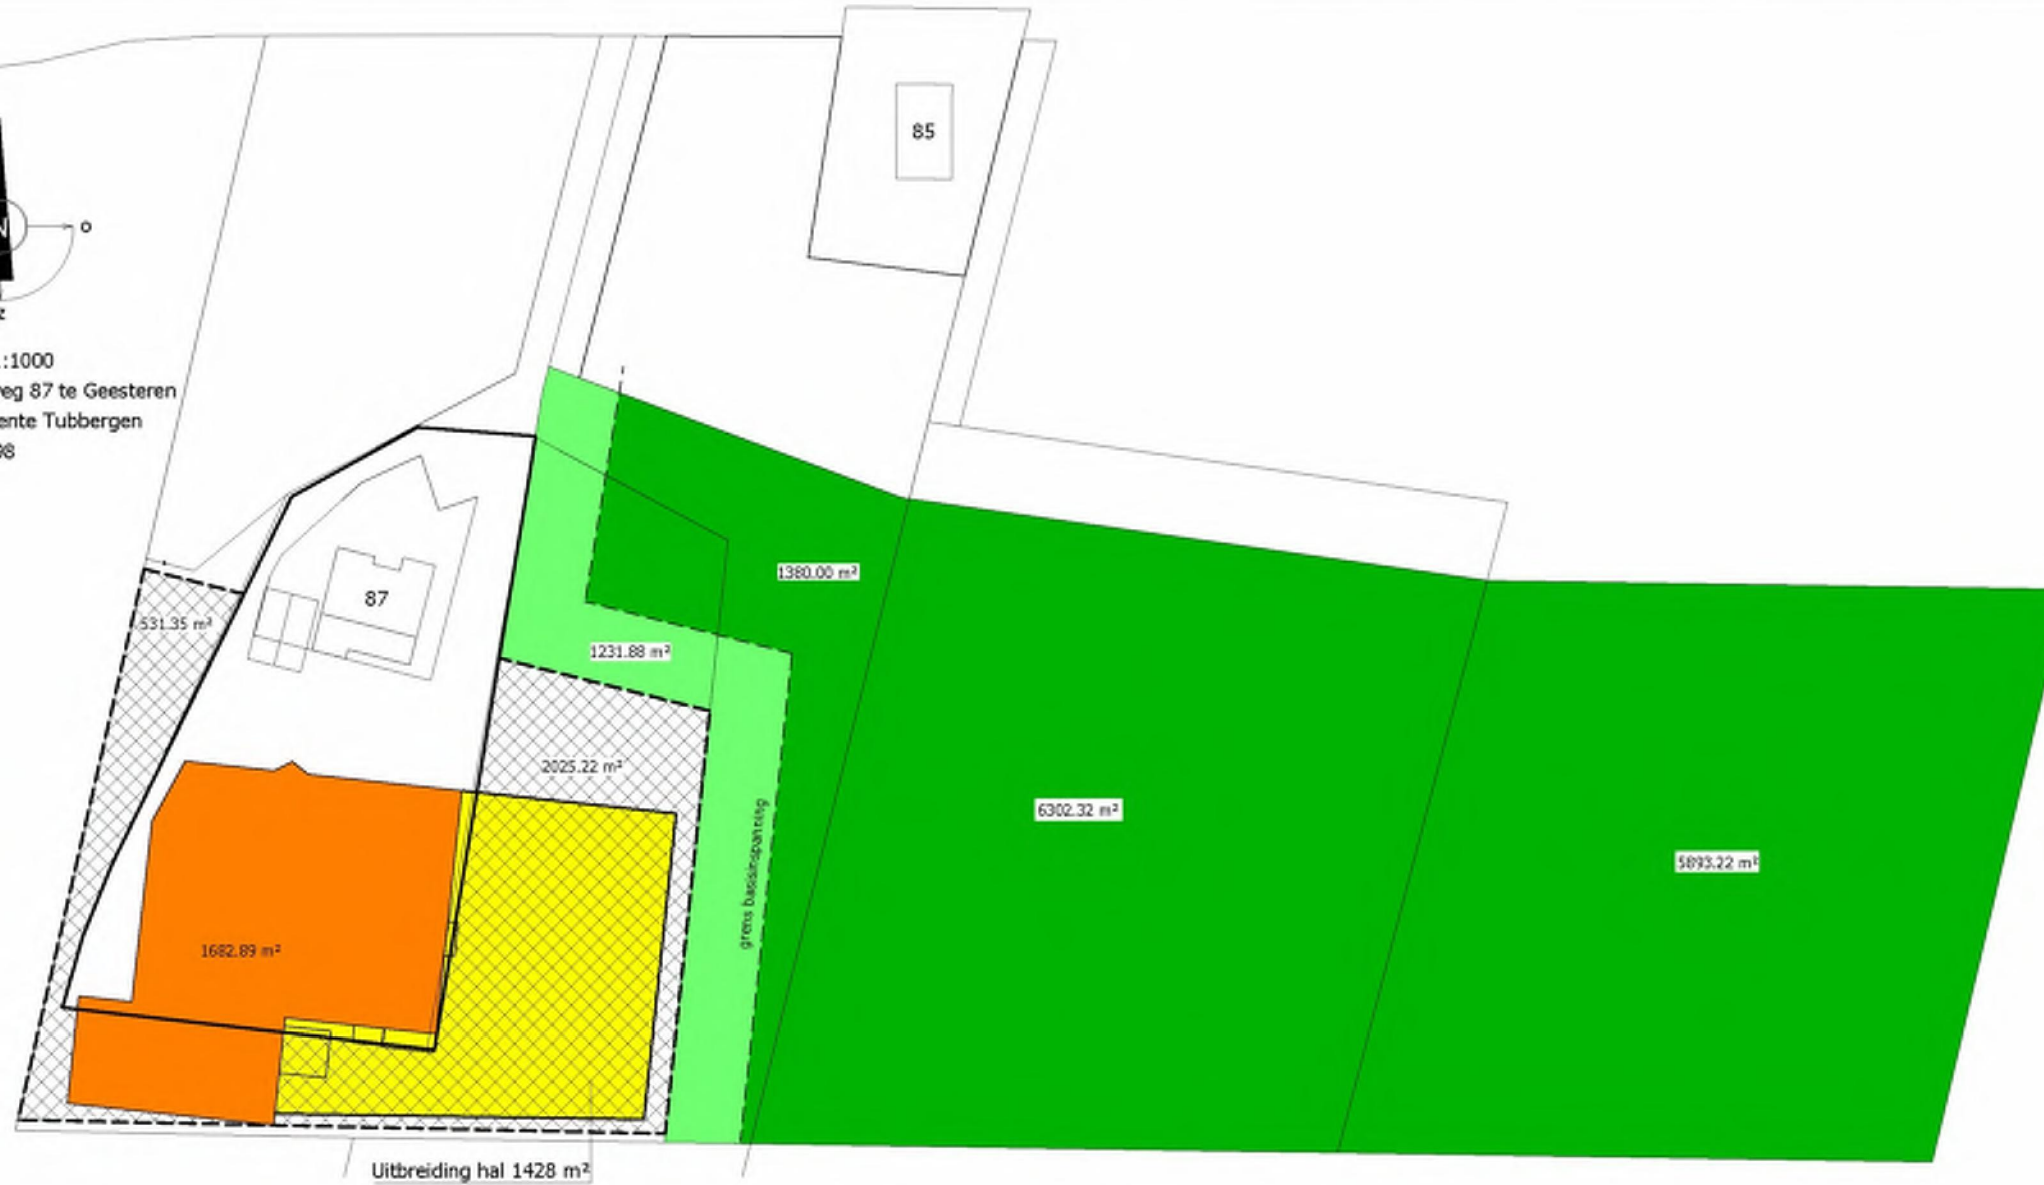 85
N
O
z
:1000
eg 87 te Geesteren
ente Tubbergen
98
87
531.35 m²
1380.00 m²
1231.88 m²
2025.22 m²
6302.32 m²
5893.22 m²
grens basisinspanning
1682.89 m²
Uitbreiding hal 1428 m²